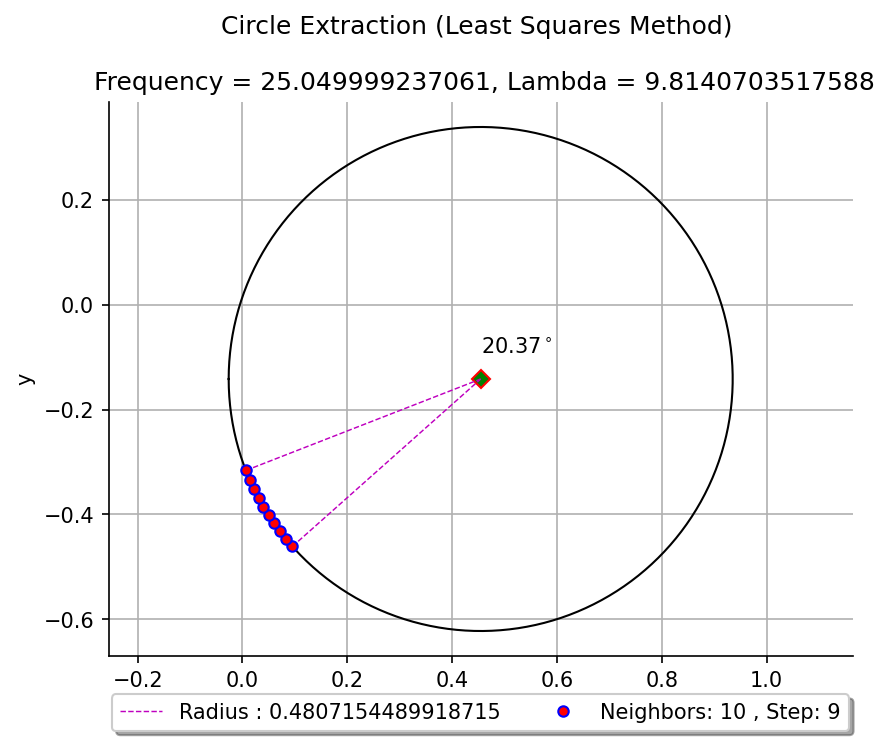 Circle Extraction (Least Squares Method)
Frequency = 25.049999237061, Lambda = 9.8140703517588
0.2
0.0
−0.2
−0.4
−0.6
y
20.37°
−0.2 0.0 0.2 0.4 0.6 0.8 1.0
Radius : 0.4807154489918715 Neighbors: 10 , Step: 9